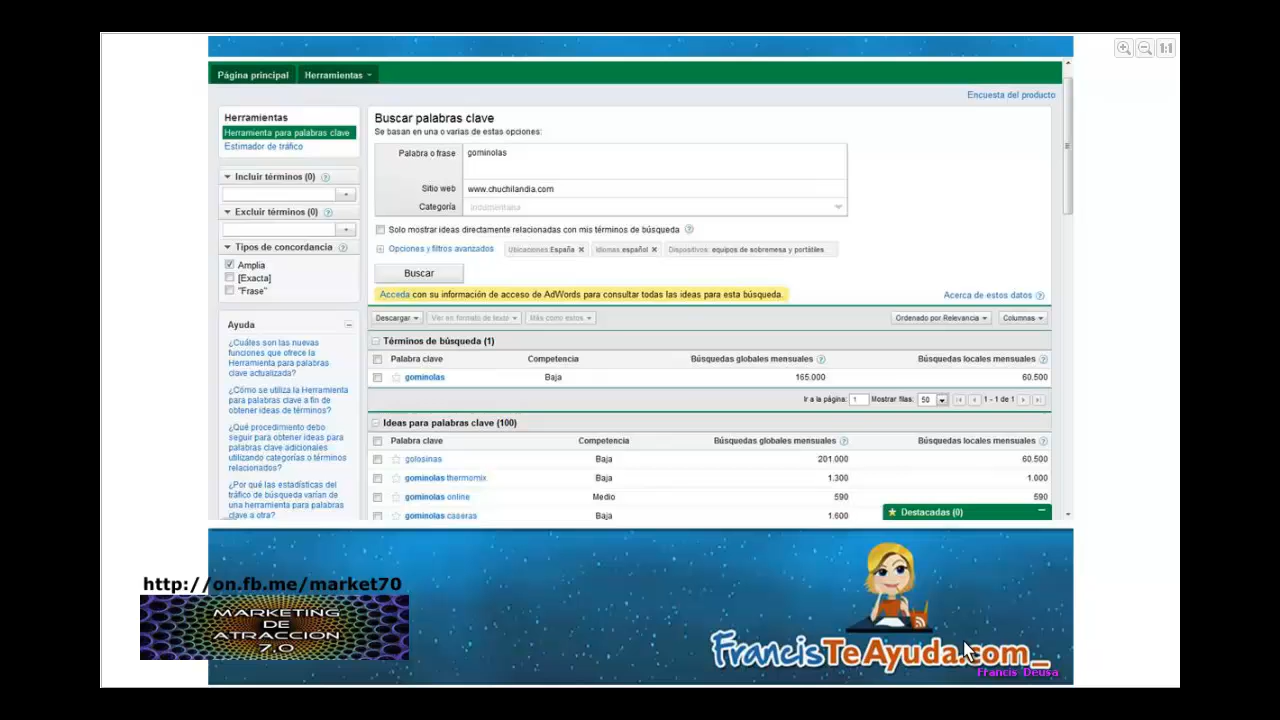 1:1
Página principal
Herramientas
Encuesta del producto
Herramientas
Herramienta para palabras clave
Estimador de tráfico
Incluir términos (0)
Excluir términos (0)
Tipos de concordancia
Amplia
[Exacta]
"Frase"
Ayuda
¿Cuáles son las nuevas
funciones que ofrece la
Herramienta para palabras
clave actualizada?
¿Cómo se utiliza la Herramienta
para palabras clave a fin de
obtener ideas de términos?
¿Qué procedimiento debo
seguir para obtener ideas para
palabras clave adicionales
utilizando categorías o términos
relacionados?
¿Por qué las estadísticas del
tráfico de búsqueda varían de
una herramienta para palabras
clave a otra?
Buscar palabras clave
Se basan en una o varias de estas opciones:
Palabra o frase gominolas
Sitio web www.chuchilandia.com
Categoría
Solo mostrar ideas directamente relacionadas con mis términos de búsqueda
Opciones y filtros avanzados Ubicaciones: España Idiomas: español Dispositivos: equipos de sobremesa y portátiles
Buscar
Acceda con su información de acceso de AdWords para consultar todas las ideas para esta búsqueda. Acerca de estos datos
Descargar Ver en formato de texto Más como estos Ordenado por Relevancia Columnas
Términos de búsqueda (1)
Palabra clave Competencia Búsquedas globales mensuales Búsquedas locales mensuales
gominolas Baja 165.000 60.500
Ir a la página: 1 Mostrar filas: 50 1 - 1 de 1
Ideas para palabras clave (100)
Palabra clave Competencia Búsquedas globales mensuales Búsquedas locales mensuales
golosinas Baja 201.000 60.500
gominolas thermomix Baja 1.300 1.000
gominolas online Medio 590 590
gominolas caseras Baja 1.600
Destacadas (0)
http://on.fb.me/market70
MARKETING
DE
ATRACCION
7.0
FrancisTeAyuda.com_
Francis Deusa